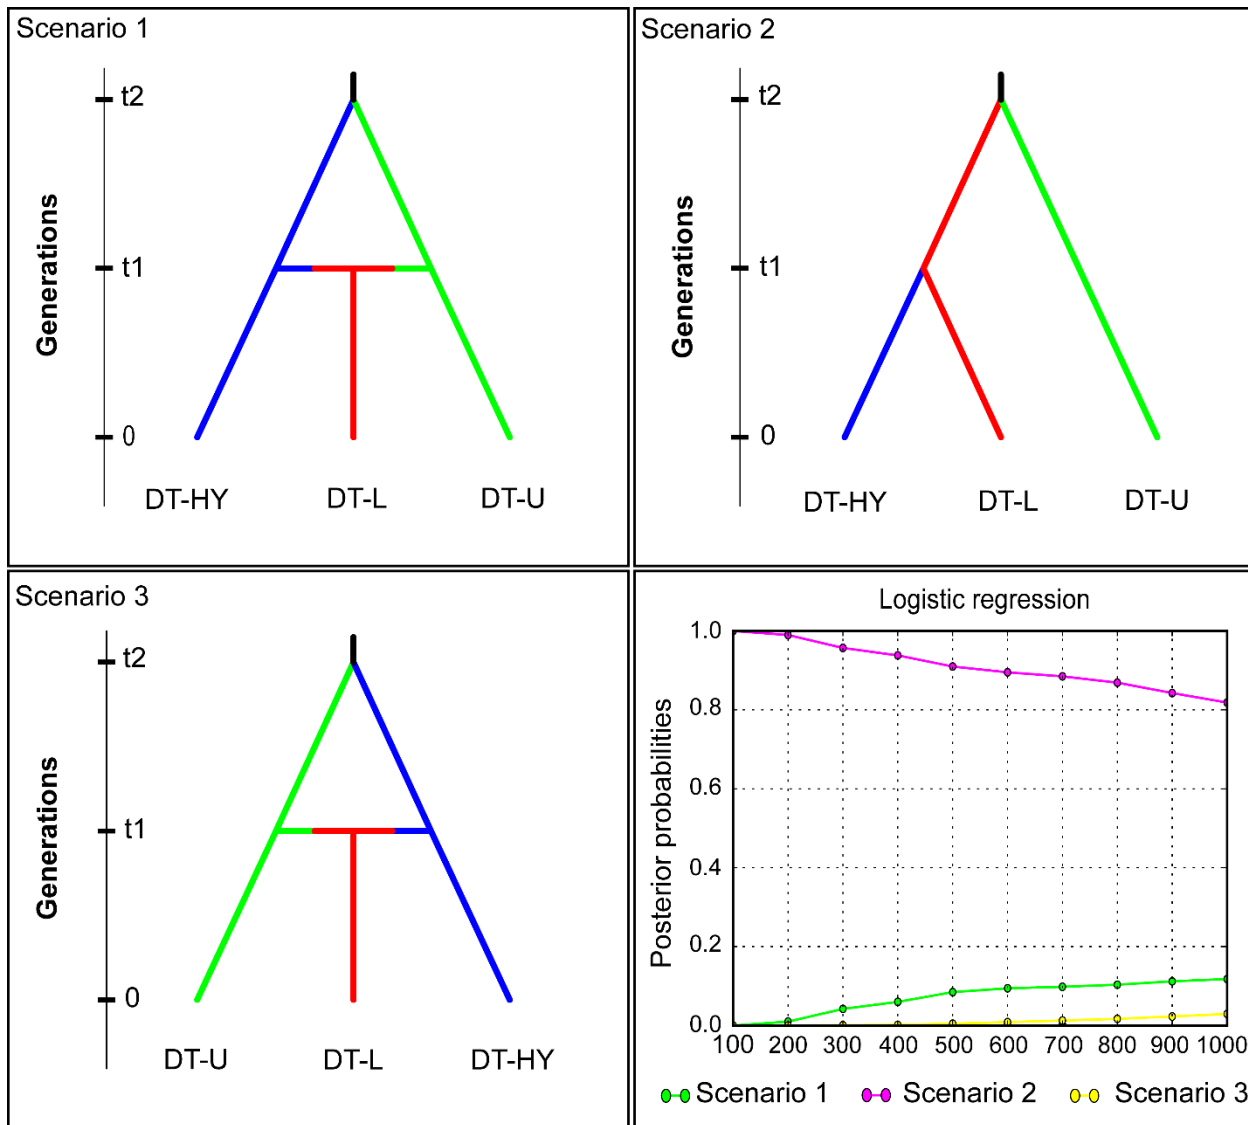 Scenario 1
t2
Generations
t1
0
DT-HY
DT-L
DT-U
Scenario 2
t2
Generations
t1
0
DT-HY
DT-L
DT-U
Scenario 3
t2
Generations
t1
0
DT-U
DT-L
DT-HY
Logistic regression
Posterior probabilities
1.0
0.8
0.6
0.4
0.2
0.0
100 200 300 400 500 600 700 800 900 1000
Scenario 1 Scenario 2 Scenario 3